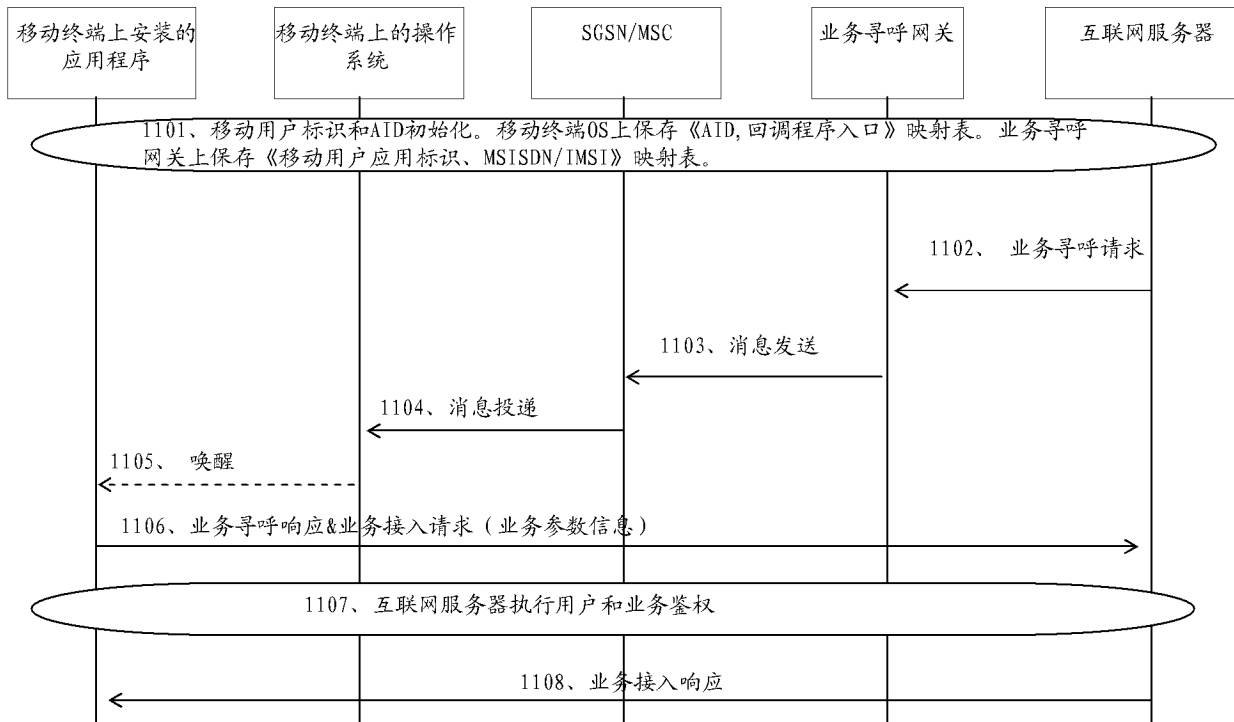 移动终端上安装的
应用程序
移动终端上的操作
系统
SGSN/MSC
业务寻呼网关
互联网服务器
1101、移动用户标识和AID初始化。移动终端OS上保存《AID,回调程序入口》映射表。业务寻呼
网关上保存《移动用户应用标识、MSISDN/IMSI》映射表。
1102、 业务寻呼请求
1103、消息发送
1104、消息投递
1105、 唤醒
1106、业务寻呼响应&业务接入请求（业务参数信息）
1107、互联网服务器执行用户和业务鉴权
1108、业务接入响应